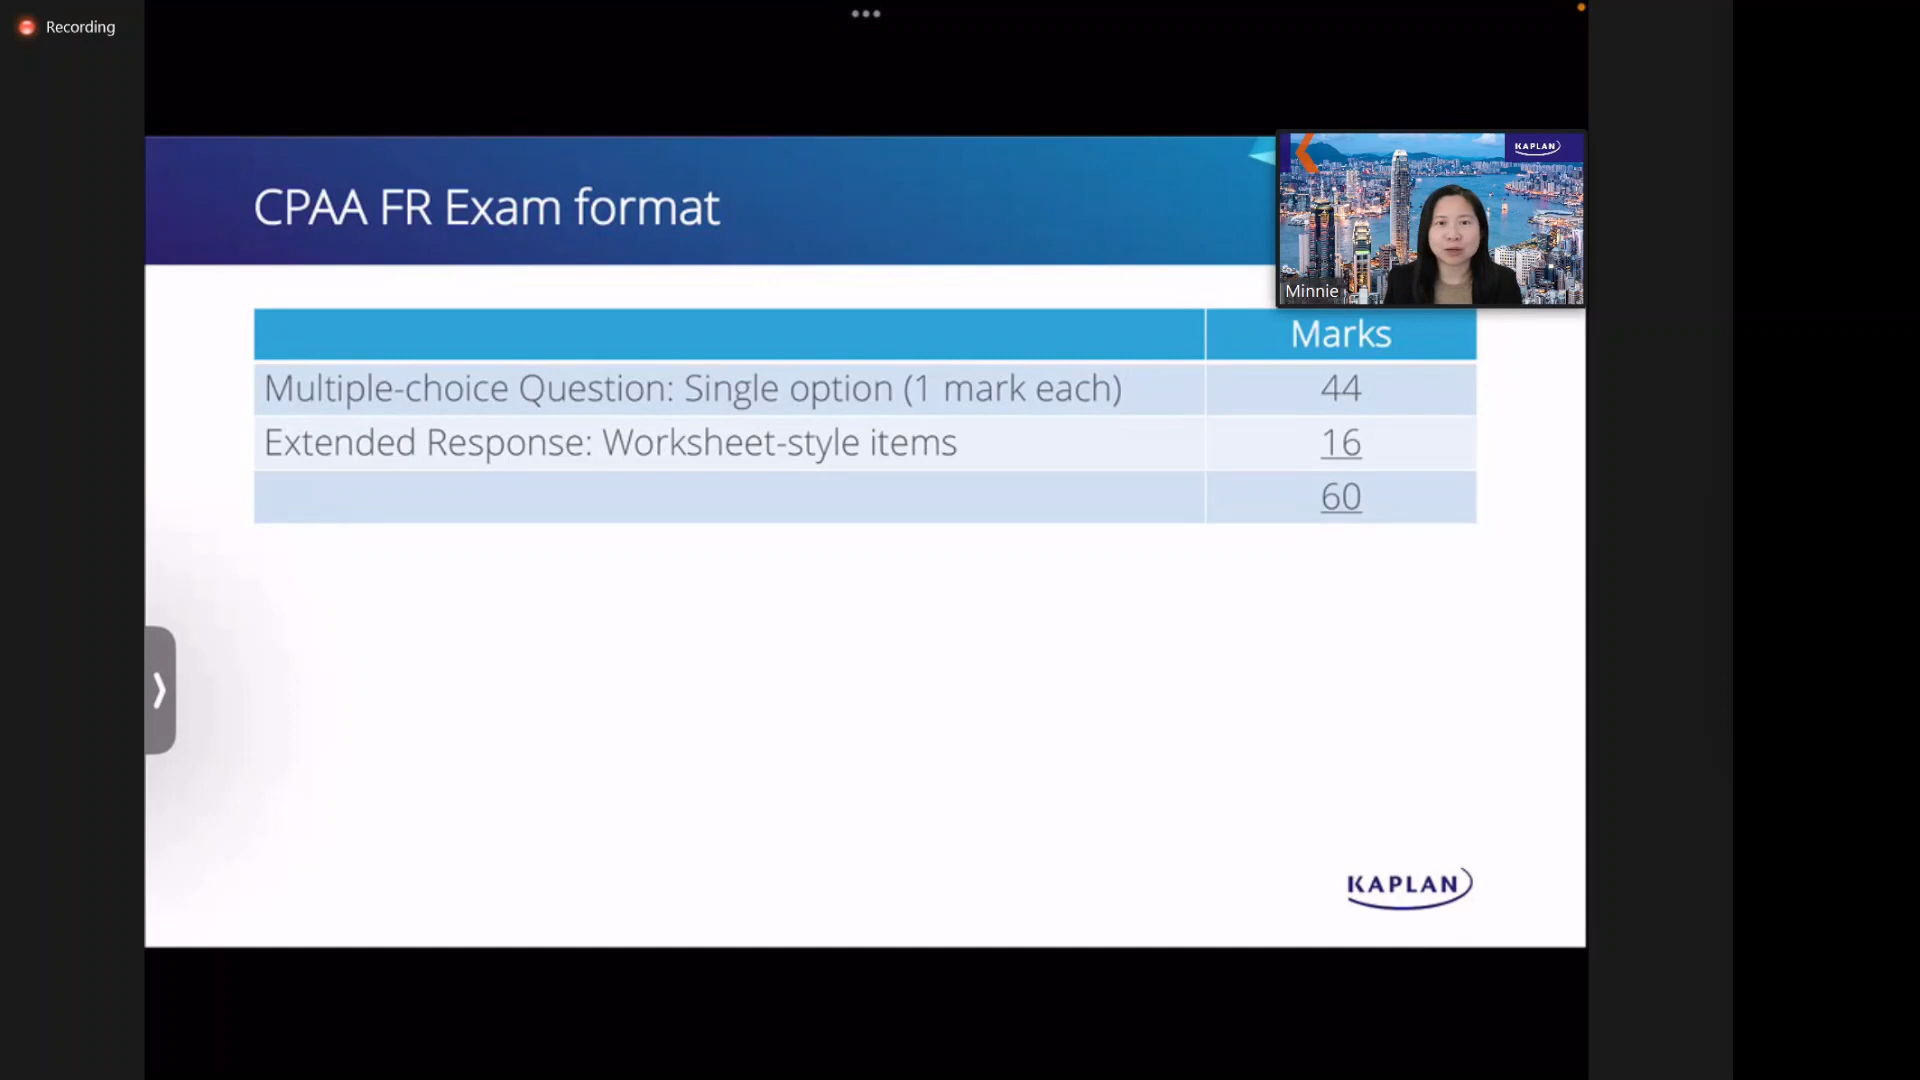 Recording
CPAA FR Exam format
KAPLAN
Minnie
Marks
Multiple-choice Question: Single option (1 mark each) 44
Extended Response: Worksheet-style items 16
60
KAPLAN